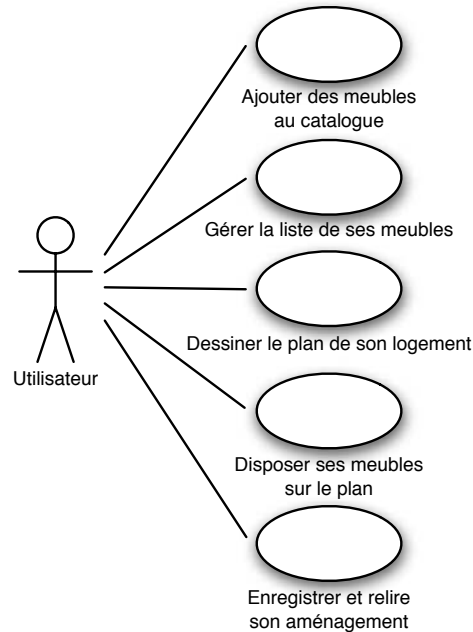 Ajouter des meubles
au catalogue
Gérer la liste de ses meubles
Dessiner le plan de son logement
Utilisateur
Disposer ses meubles
sur le plan
Enregistrer et relire
son aménagement